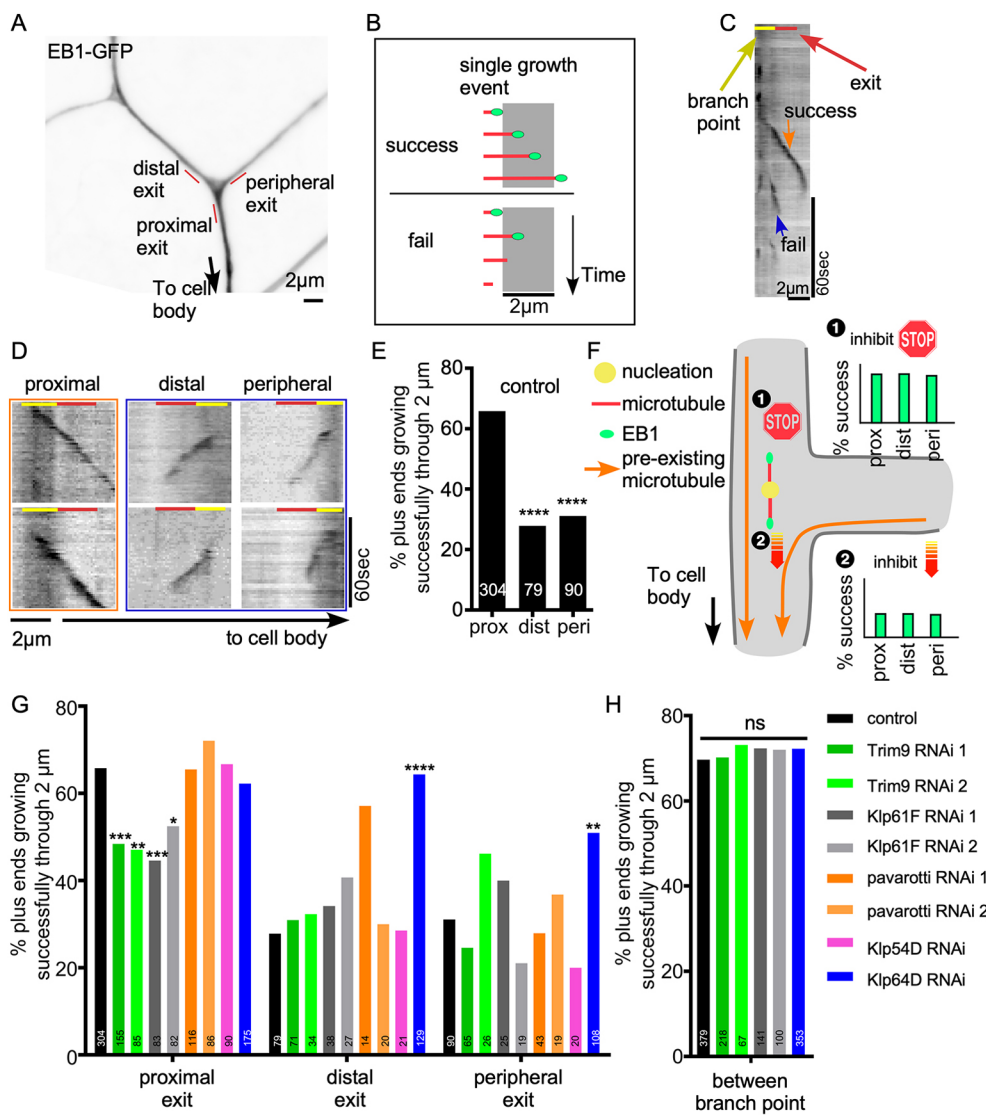 A
EB1-GFP
distal
exit
peripheral
exit
proximal
exit
To cell
body
2μm
B
single growth
event
success
fail
Time
2μm
C
branch
point
exit
success
fail
2μm
60sec
D
proximal
distal
peripheral
60sec
2μm
to cell body
E
% plus ends growing
successfully through 2 μm
80
60
40
20
0
control
****
****
304
79
90
prox
dist
peri
F
nucleation
microtubule
EB1
pre-existing
microtubule
1
STOP
2
To cell
body
1
inhibit
STOP
% success
prox
dist
peri
2
inhibit
% success
prox
dist
peri
G
% plus ends growing
successfully through 2 μm
80
60
40
20
0
***
**
***
*
****
**
304
155
85
83
82
116
86
90
175
79
71
34
38
27
14
20
21
129
90
65
26
25
19
43
19
20
108
proximal
exit
distal
exit
peripheral
exit
H
% plus ends growing
successfully through 2 μm
80
60
40
20
0
ns
379
218
67
141
100
353
between
branch point
control
Trim9 RNAi 1
Trim9 RNAi 2
Klp61F RNAi 1
Klp61F RNAi 2
pavarotti RNAi 1
pavarotti RNAi 2
Klp54D RNAi
Klp64D RNAi